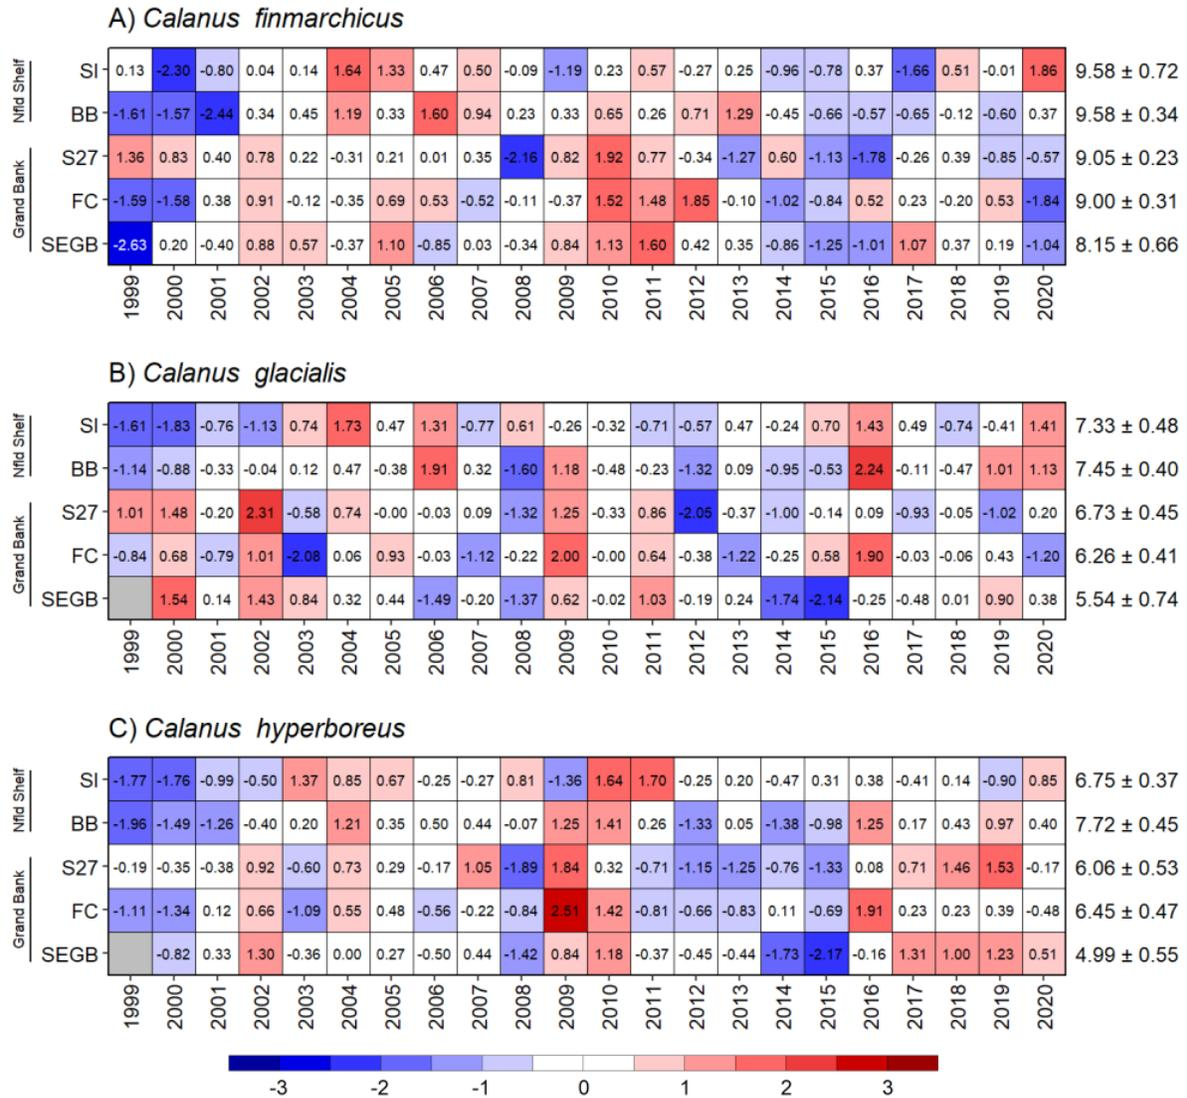 A) Calanus finmarchicus
Nfld Shelf
Grand Bank
SI 0.13 -2.30 -0.80 0.04 0.14 1.64 1.33 0.47 0.50 -0.09 -1.19 0.23 0.57 -0.27 0.25 -0.96 -0.78 0.37 -1.66 0.51 -0.01 1.86 9.58 ± 0.72
BB -1.61 -1.57 -2.44 0.34 0.45 1.19 0.33 1.60 0.94 0.23 0.33 0.65 0.26 0.71 1.29 -0.45 -0.66 -0.57 -0.65 -0.12 -0.60 0.37 9.58 ± 0.34
S27 1.36 0.83 0.40 0.78 0.22 -0.31 0.21 0.01 0.35 -2.16 0.82 1.92 0.77 -0.34 -1.27 0.60 -1.13 -1.78 -0.26 0.39 -0.85 -0.57 9.05 ± 0.23
FC -1.59 -1.58 0.38 0.91 -0.12 -0.35 0.69 0.53 -0.52 -0.11 -0.37 1.52 1.48 1.85 -0.10 -1.02 -0.84 0.52 0.23 -0.20 0.53 -1.84 9.00 ± 0.31
SEGB -2.63 0.20 -0.40 0.88 0.57 -0.37 1.10 -0.85 0.03 -0.34 0.84 1.13 1.60 0.42 0.35 -0.86 -1.25 -1.01 1.07 0.37 0.19 -1.04 8.15 ± 0.66
1999 2000 2001 2002 2003 2004 2005 2006 2007 2008 2009 2010 2011 2012 2013 2014 2015 2016 2017 2018 2019 2020
B) Calanus glacialis
Nfld Shelf
Grand Bank
SI -1.61 -1.83 -0.76 -1.13 0.74 1.73 0.47 1.31 -0.77 0.61 -0.26 -0.32 -0.71 -0.57 0.47 -0.24 0.70 1.43 0.49 -0.74 -0.41 1.41 7.33 ± 0.48
BB -1.14 -0.88 -0.33 -0.04 0.12 0.47 -0.38 1.91 0.32 -1.60 1.18 -0.48 -0.23 -1.32 0.09 -0.95 -0.53 2.24 -0.11 -0.47 1.01 1.13 7.45 ± 0.40
S27 1.01 1.48 -0.20 2.31 -0.58 0.74 -0.00 -0.03 0.09 -1.32 1.25 -0.33 0.86 -2.05 -0.37 -1.00 -0.14 0.09 -0.93 -0.05 -1.02 0.20 6.73 ± 0.45
FC -0.84 0.68 -0.79 1.01 -2.08 0.06 0.93 -0.03 -1.12 -0.22 2.00 -0.00 0.64 -0.38 -1.22 -0.25 0.58 1.90 -0.03 -0.06 0.43 -1.20 6.26 ± 0.41
SEGB 1.54 0.14 1.43 0.84 0.32 0.44 -1.49 -0.20 -1.37 0.62 -0.02 1.03 -0.19 0.24 -1.74 -2.14 -0.25 -0.48 0.01 0.90 0.38 5.54 ± 0.74
1999 2000 2001 2002 2003 2004 2005 2006 2007 2008 2009 2010 2011 2012 2013 2014 2015 2016 2017 2018 2019 2020
C) Calanus hyperboreus
Nfld Shelf
Grand Bank
SI -1.77 -1.76 -0.99 -0.50 1.37 0.85 0.67 -0.25 -0.27 0.81 -1.36 1.64 1.70 -0.25 0.20 -0.47 0.31 0.38 -0.41 0.14 -0.90 0.85 6.75 ± 0.37
BB -1.96 -1.49 -1.26 -0.40 0.20 1.21 0.35 0.50 0.44 -0.07 1.25 1.41 0.26 -1.33 0.05 -1.38 -0.98 1.25 0.17 0.43 0.97 0.40 7.72 ± 0.45
S27 -0.19 -0.35 -0.38 0.92 -0.60 0.73 0.29 -0.17 1.05 -1.89 1.84 0.32 -0.71 -1.15 -1.25 -0.76 -1.33 0.08 0.71 1.46 1.53 -0.17 6.06 ± 0.53
FC -1.11 -1.34 0.12 0.66 -1.09 0.55 0.48 -0.56 -0.22 -0.84 2.51 1.42 -0.81 -0.66 -0.83 0.11 -0.69 1.91 0.23 0.23 0.39 -0.48 6.45 ± 0.47
SEGB -0.82 0.33 1.30 -0.36 0.00 0.27 -0.50 0.44 -1.42 0.84 1.18 -0.37 -0.45 -0.44 -1.73 -2.17 -0.16 1.31 1.00 1.23 0.51 4.99 ± 0.55
1999 2000 2001 2002 2003 2004 2005 2006 2007 2008 2009 2010 2011 2012 2013 2014 2015 2016 2017 2018 2019 2020
-3 -2 -1 0 1 2 3